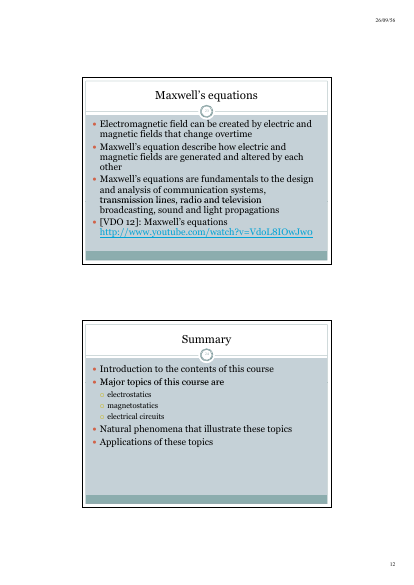 26/09/56
Maxwell's equations
• Electromagnetic field can be created by electric and
magnetic fields that change overtime
• Maxwell's equation describe how electric and
magnetic fields are generated and altered by each
other
• Maxwell's equations are fundamentals to the design
and analysis of communication systems,
transmission lines, radio and television
broadcasting, sound and light propagations
• [VDO 12]: Maxwell's equations
http://www.youtube.com/watch?v=VdoL8IOwJw0
Summary
• Introduction to the contents of this course
• Major topics of this course are
electrostatics
magnetostatics
electrical circuits
• Natural phenomena that illustrate these topics
• Applications of these topics
12